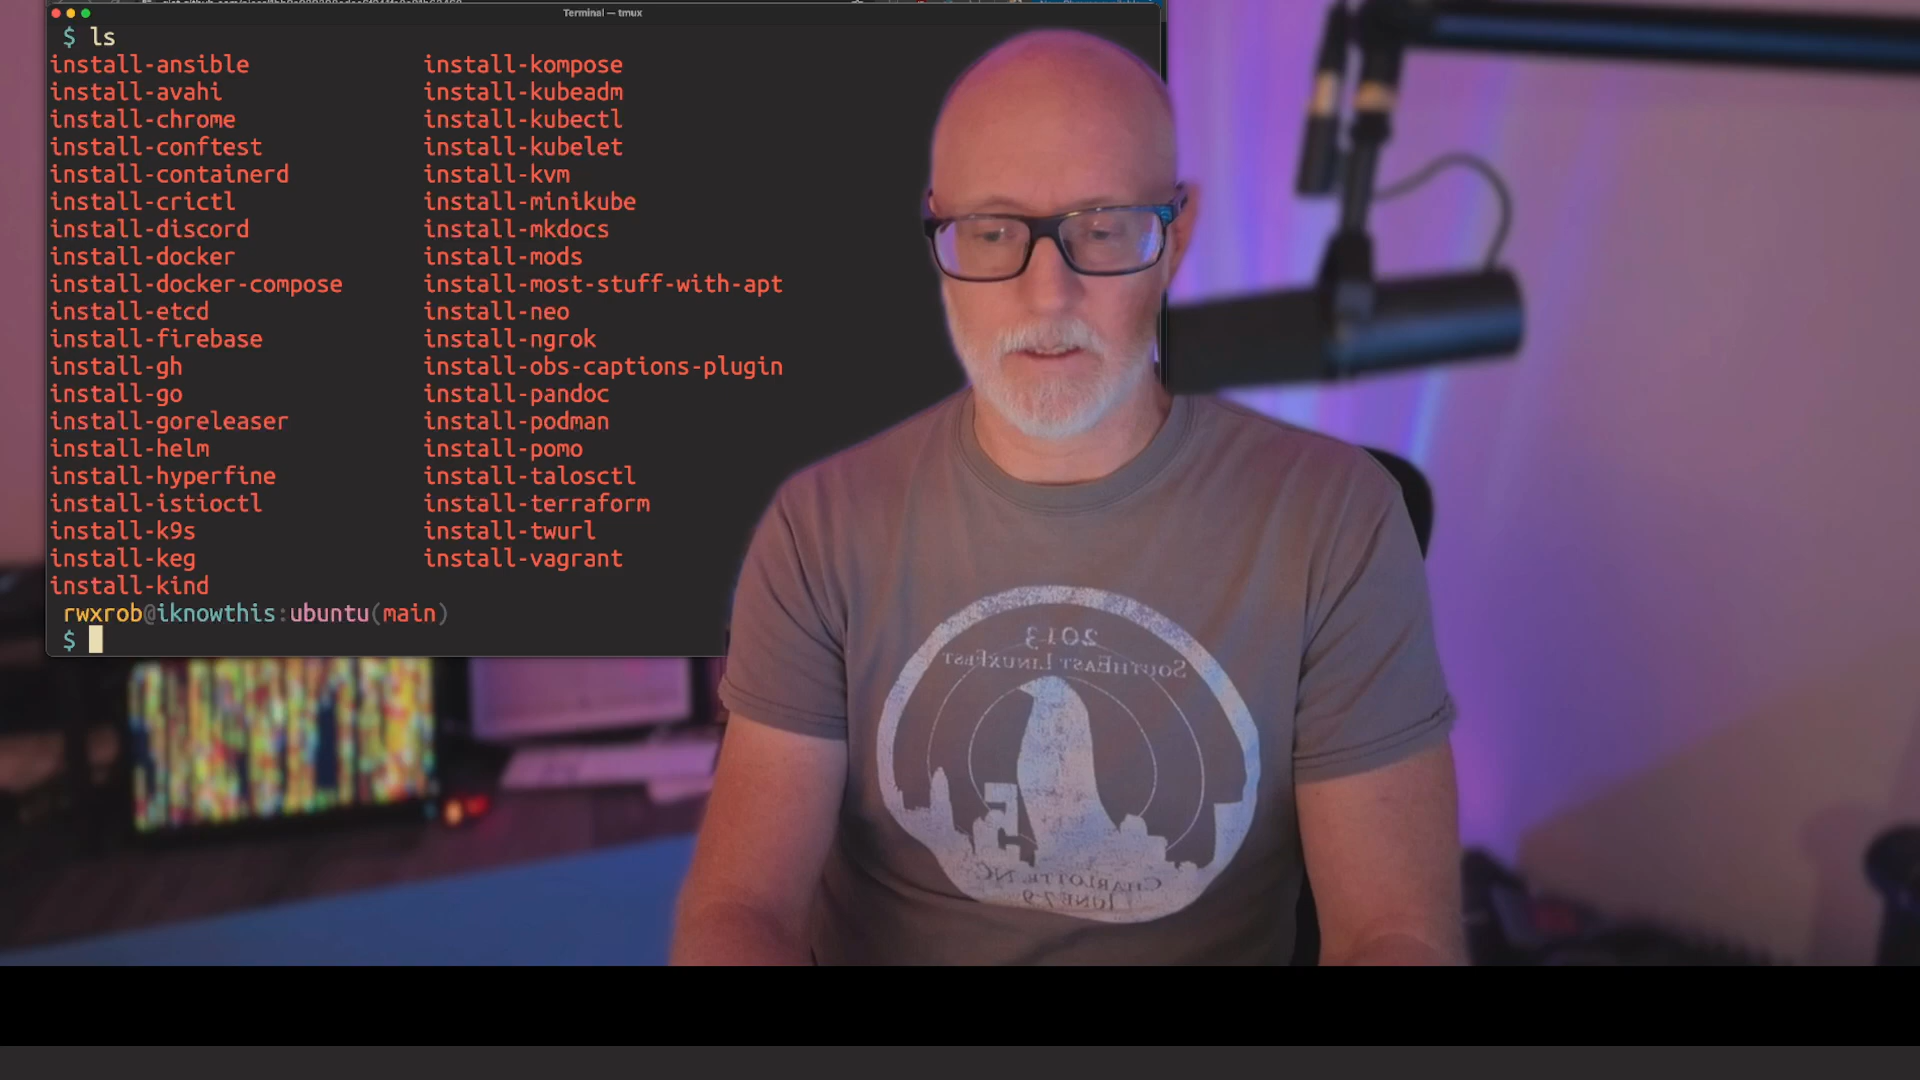 Terminal — tmux
$ ls
install-ansible
install-avahi
install-chrome
install-conftest
install-containerd
install-crictl
install-discord
install-docker
install-docker-compose
install-etcd
install-firebase
install-gh
install-go
install-goreleaser
install-helm
install-hyperfine
install-istioctl
install-k9s
install-keg
install-kind
install-kompose
install-kubeadm
install-kubectl
install-kubelet
install-kvm
install-minikube
install-mkdocs
install-mods
install-most-stuff-with-apt
install-neo
install-ngrok
install-obs-captions-plugin
install-pandoc
install-podman
install-pomo
install-talosctl
install-terraform
install-twurl
install-vagrant
rwxrob@iknowthis:ubuntu(main)
$
2013
SouthEast LinuxFest
Charlotte, NC
June 7-9